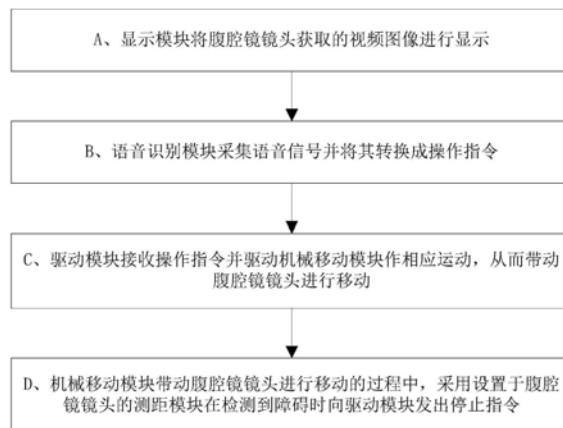 A、显示模块将腹腔镜镜头获取的视频图像进行显示
B、语音识别模块采集语音信号并将其转换成操作指令
C、驱动模块接收操作指令并驱动机械移动模块作相应运动，从而带动
腹腔镜镜头进行移动
D、机械移动模块带动腹腔镜镜头进行移动的过程中，采用设置于腹腔
镜镜头的测距模块在检测到障碍时向驱动模块发出停止指令